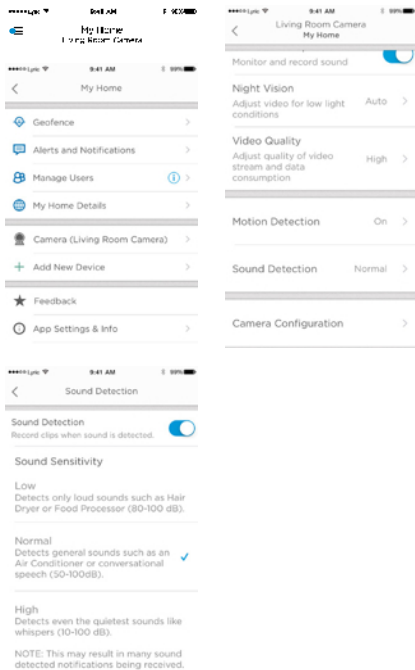 My Home
Living Room Camera
Lyric
9:41 AM
99%
My Home
Geofence
Alerts and Notifications
Manage Users
My Home Details
Camera (Living Room Camera)
Add New Device
Feedback
App Settings & Info
Lyric
9:41 AM
99%
Sound Detection
Sound Detection
Record clips when sound is detected.
Sound Sensitivity
Low
Detects only loud sounds such as Hair
Dryer or Food Processor (80-100 dB).
Normal
Detects general sounds such as an
Air Conditioner or conversational
speech (50-100dB).
High
Detects even the quietest sounds like
whispers (10-100 dB).
NOTE: This may result in many sound
detected notifications being received.
Lyric
9:41 AM
99%
Living Room Camera
My Home
Monitor and record sound
Night Vision
Adjust video for low light
conditions
Auto
Video Quality
Adjust quality of video
stream and data
consumption
High
Motion Detection
On
Sound Detection
Normal
Camera Configuration